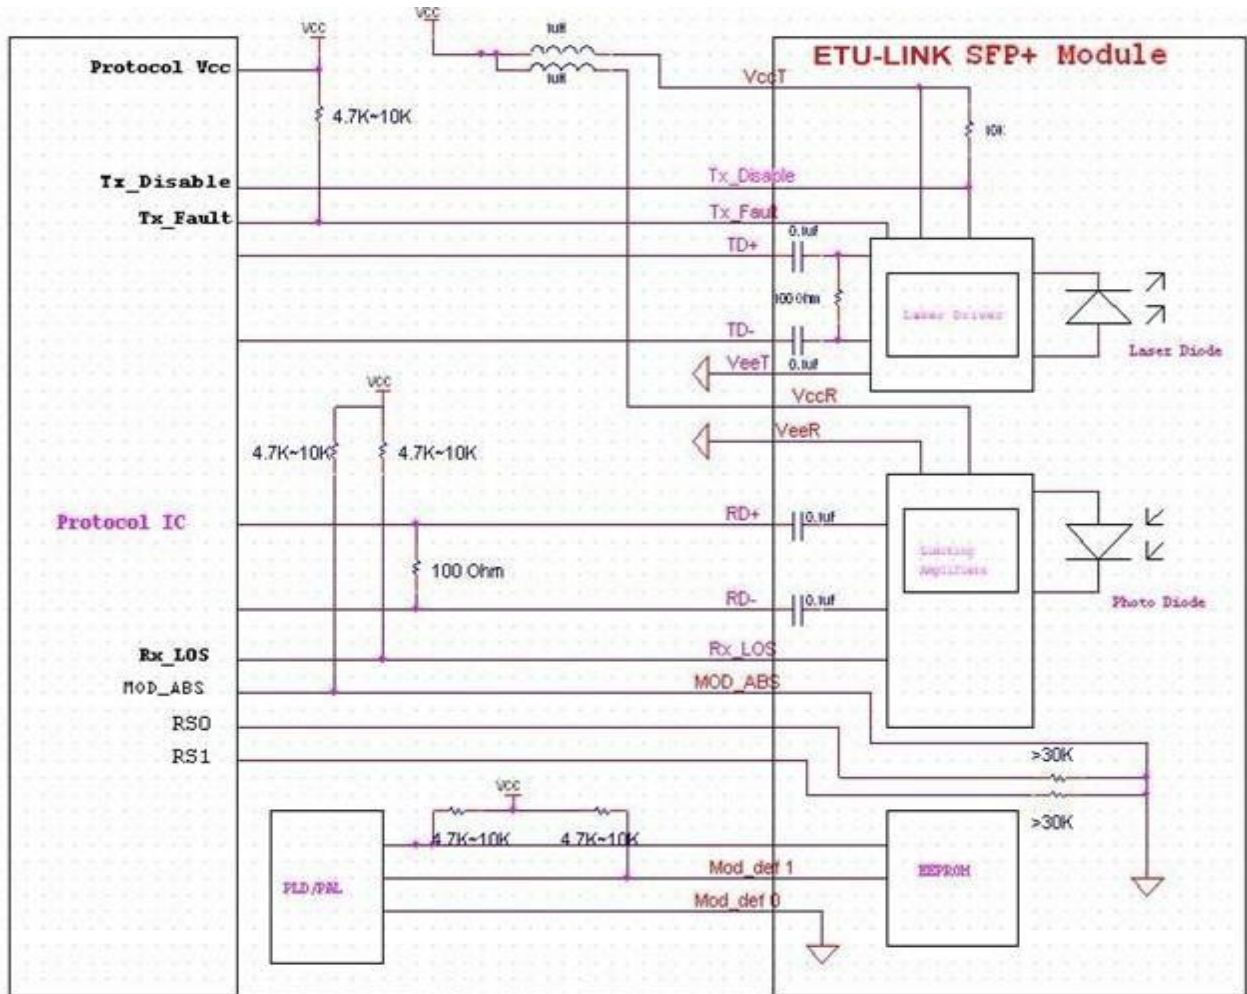 VCC
VCC
1uH
1uH
ETU-LINK SFP+ Module
Protocol Vcc
VccT
4.7K~10K
10K
Tx_Disable
Tx_Disable
Tx_Fault
Tx_Fault
0.1uf
TD+
100 Ohm
Laser Driver
TD-
0.1uf
VeeT
Laser Diode
VCC
VccR
VeeR
4.7K~10K
4.7K~10K
Protocol IC
RD+
0.1uf
100 Ohm
Limiting
Amplifiers
RD-
0.1uf
Photo Diode
Rx_LOS
Rx_LOS
MOD_ABS
MOD_ABS
RS0
RS1
>30K
>30K
VCC
4.7K~10K
4.7K~10K
PLD/PAL
Mod_def 1
Mod_def 0
EEPROM